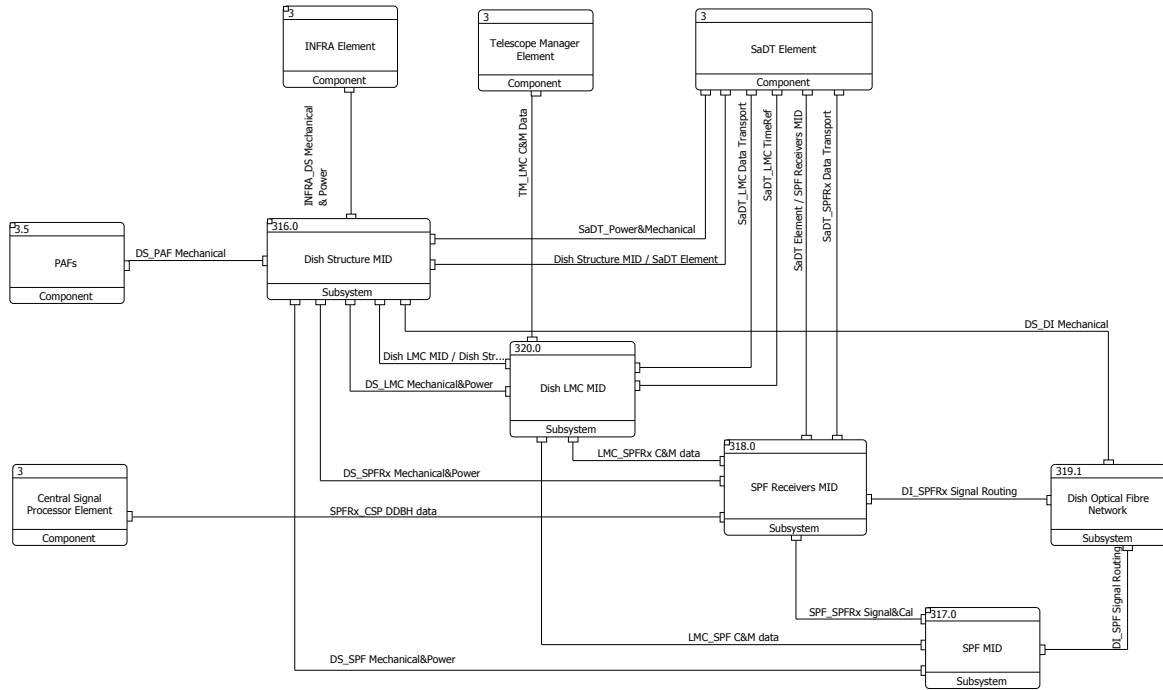 3
INFRA Element
Component
3
Telescope Manager
Element
Component
3
SaDT Element
Component
INFRA_DS Mechanical
& Power
TM_LMC C&M Data
SaDT_LMC Data Transport
SaDT_LMC TimeRef
SaDT Element / SPF Receivers MID
SaDT_SPFRx Data Transport
3.5
PAFs
Component
DS_PAF Mechanical
316.0
Dish Structure MID
Subsystem
SaDT_Power&Mechanical
Dish Structure MID / SaDT Element
DS_DI Mechanical
Dish LMC MID / Dish Str...
DS_LMC Mechanical&Power
320.0
Dish LMC MID
Subsystem
LMC_SPFRx C&M data
DS_SPFRx Mechanical&Power
318.0
SPF Receivers MID
Subsystem
3
Central Signal
Processor Element
Component
SPFRx_CSP DDBH data
DI_SPFRx Signal Routing
319.1
Dish Optical Fibre
Network
Subsystem
DI_SPF Signal Routing
SPF_SPFRx Signal&Cal
LMC_SPF C&M data
DS_SPF Mechanical&Power
317.0
SPF MID
Subsystem